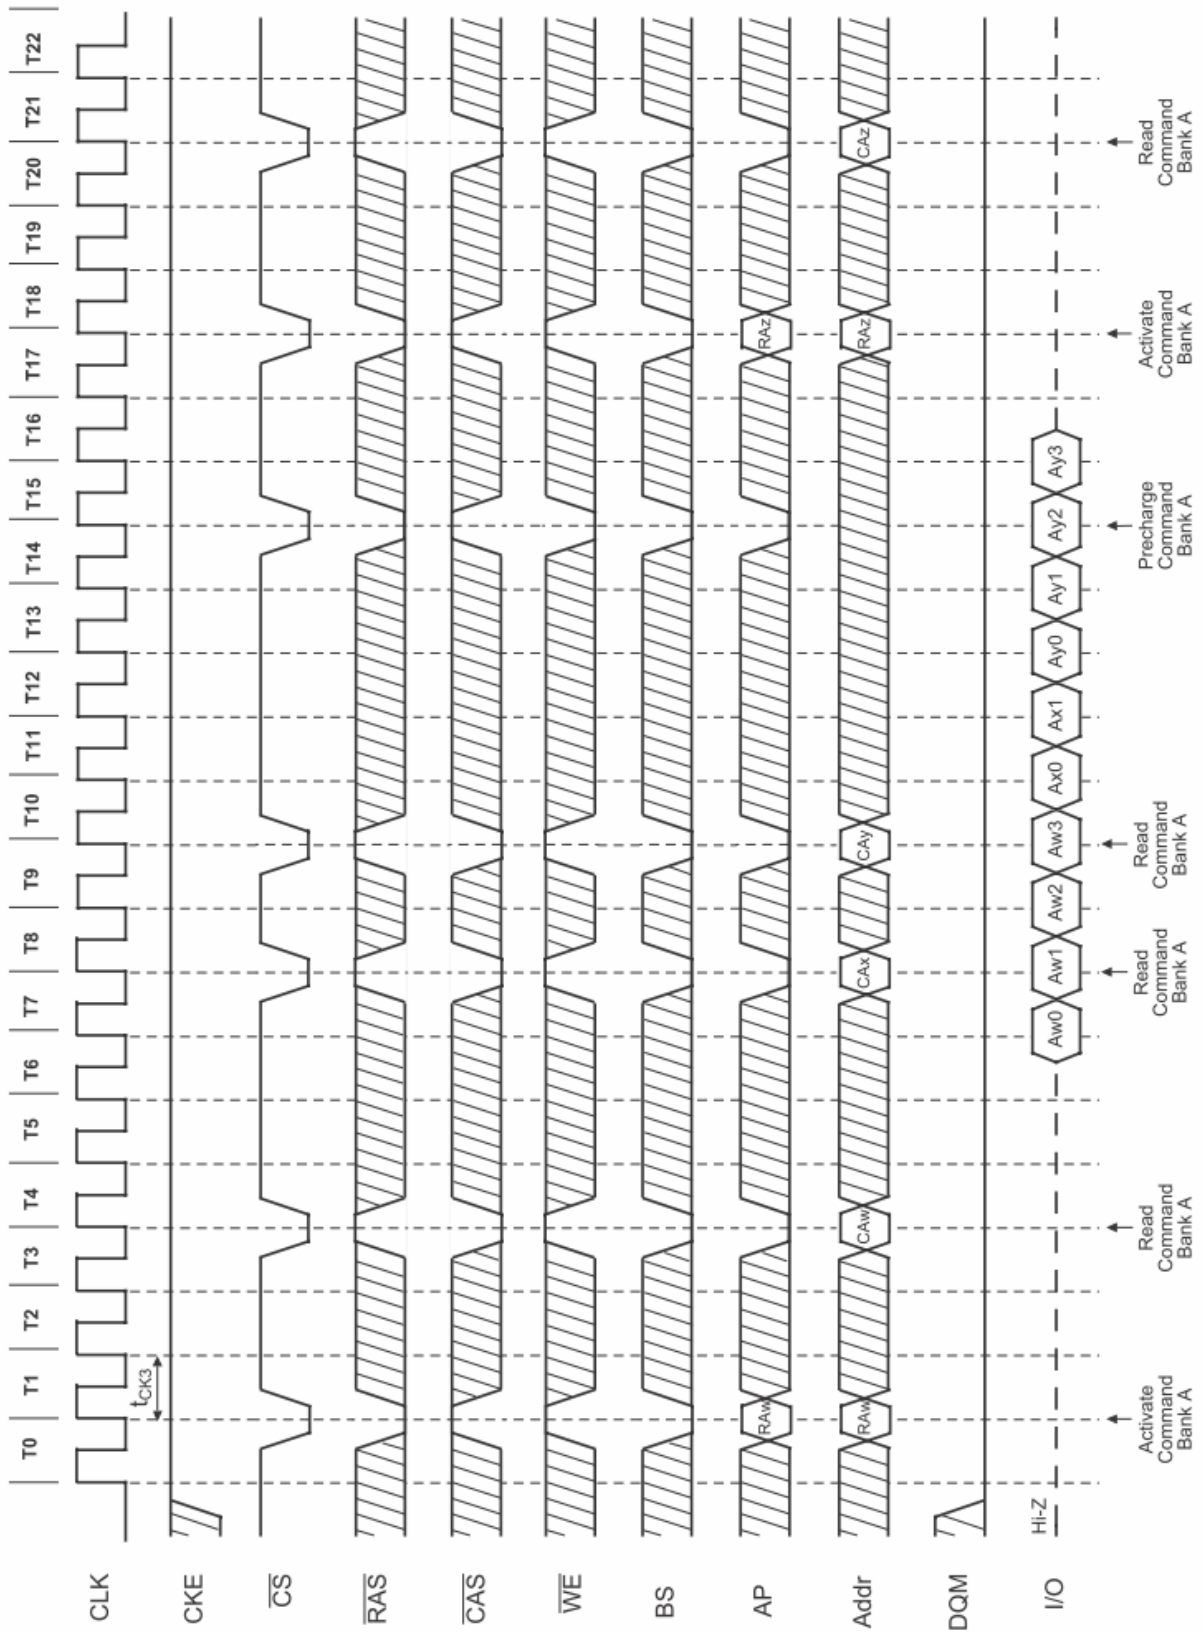 T0 T1 T2 T3 T4 T5 T6 T7 T8 T9 T10 T11 T12 T13 T14 T15 T16 T17 T18 T19 T20 T21 T22
CLK
tCK3
CKE
CS
RAS
CAS
WE
BS
AP
RAw RAz
Addr
RAw CAw CAx CAy RAz CAz
DQM
I/O
Hi-Z
Aw0 Aw1 Aw2 Aw3 Ax0 Ax1 Ay0 Ay1 Ay2 Ay3
Activate
Command
Bank A
Read
Command
Bank A
Read
Command
Bank A
Read
Command
Bank A
Precharge
Command
Bank A
Activate
Command
Bank A
Read
Command
Bank A